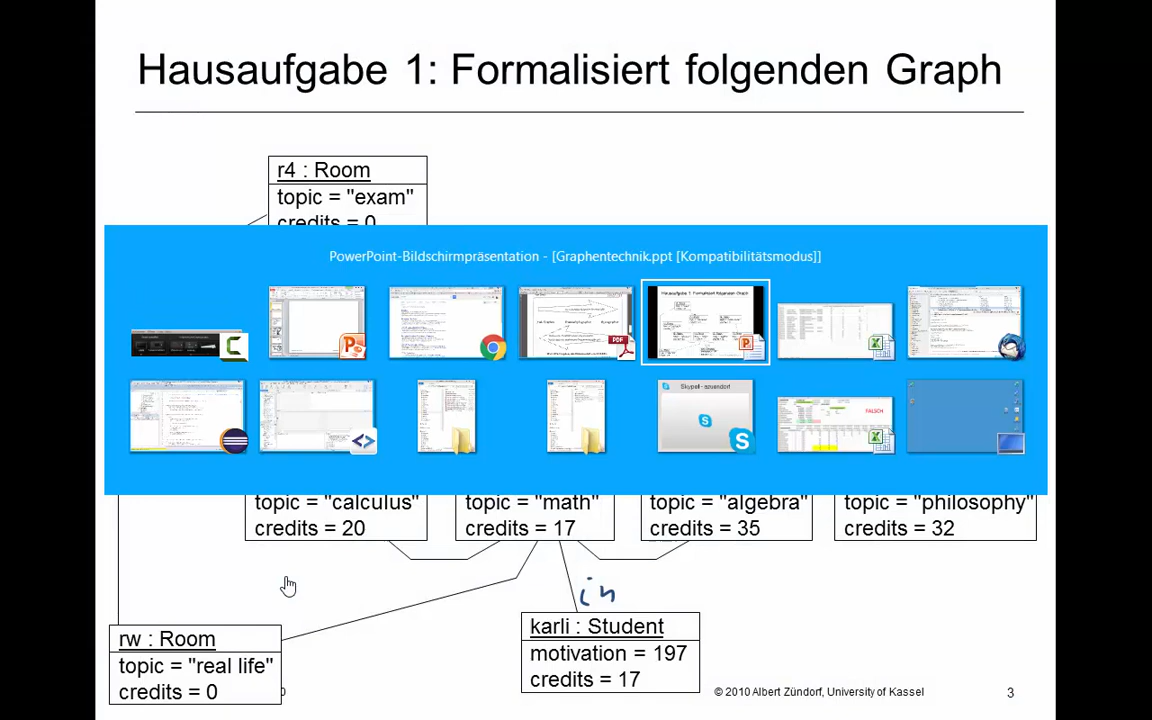 Hausaufgabe 1: Formalisiert folgenden Graph
r4 : Room
topic = "exam"
credits = 0
PowerPoint-Bildschirmpräsentation - [Graphentechnik.ppt [Kompatibilitätsmodus]]
FALSCH
topic = "calculus"
credits = 20
topic = "math"
credits = 17
topic = "algebra"
credits = 35
topic = "philosophy"
credits = 32
in
rw : Room
topic = "real life"
credits = 0
karli : Student
motivation = 197
credits = 17
© 2010 Albert Zündorf, University of Kassel
3